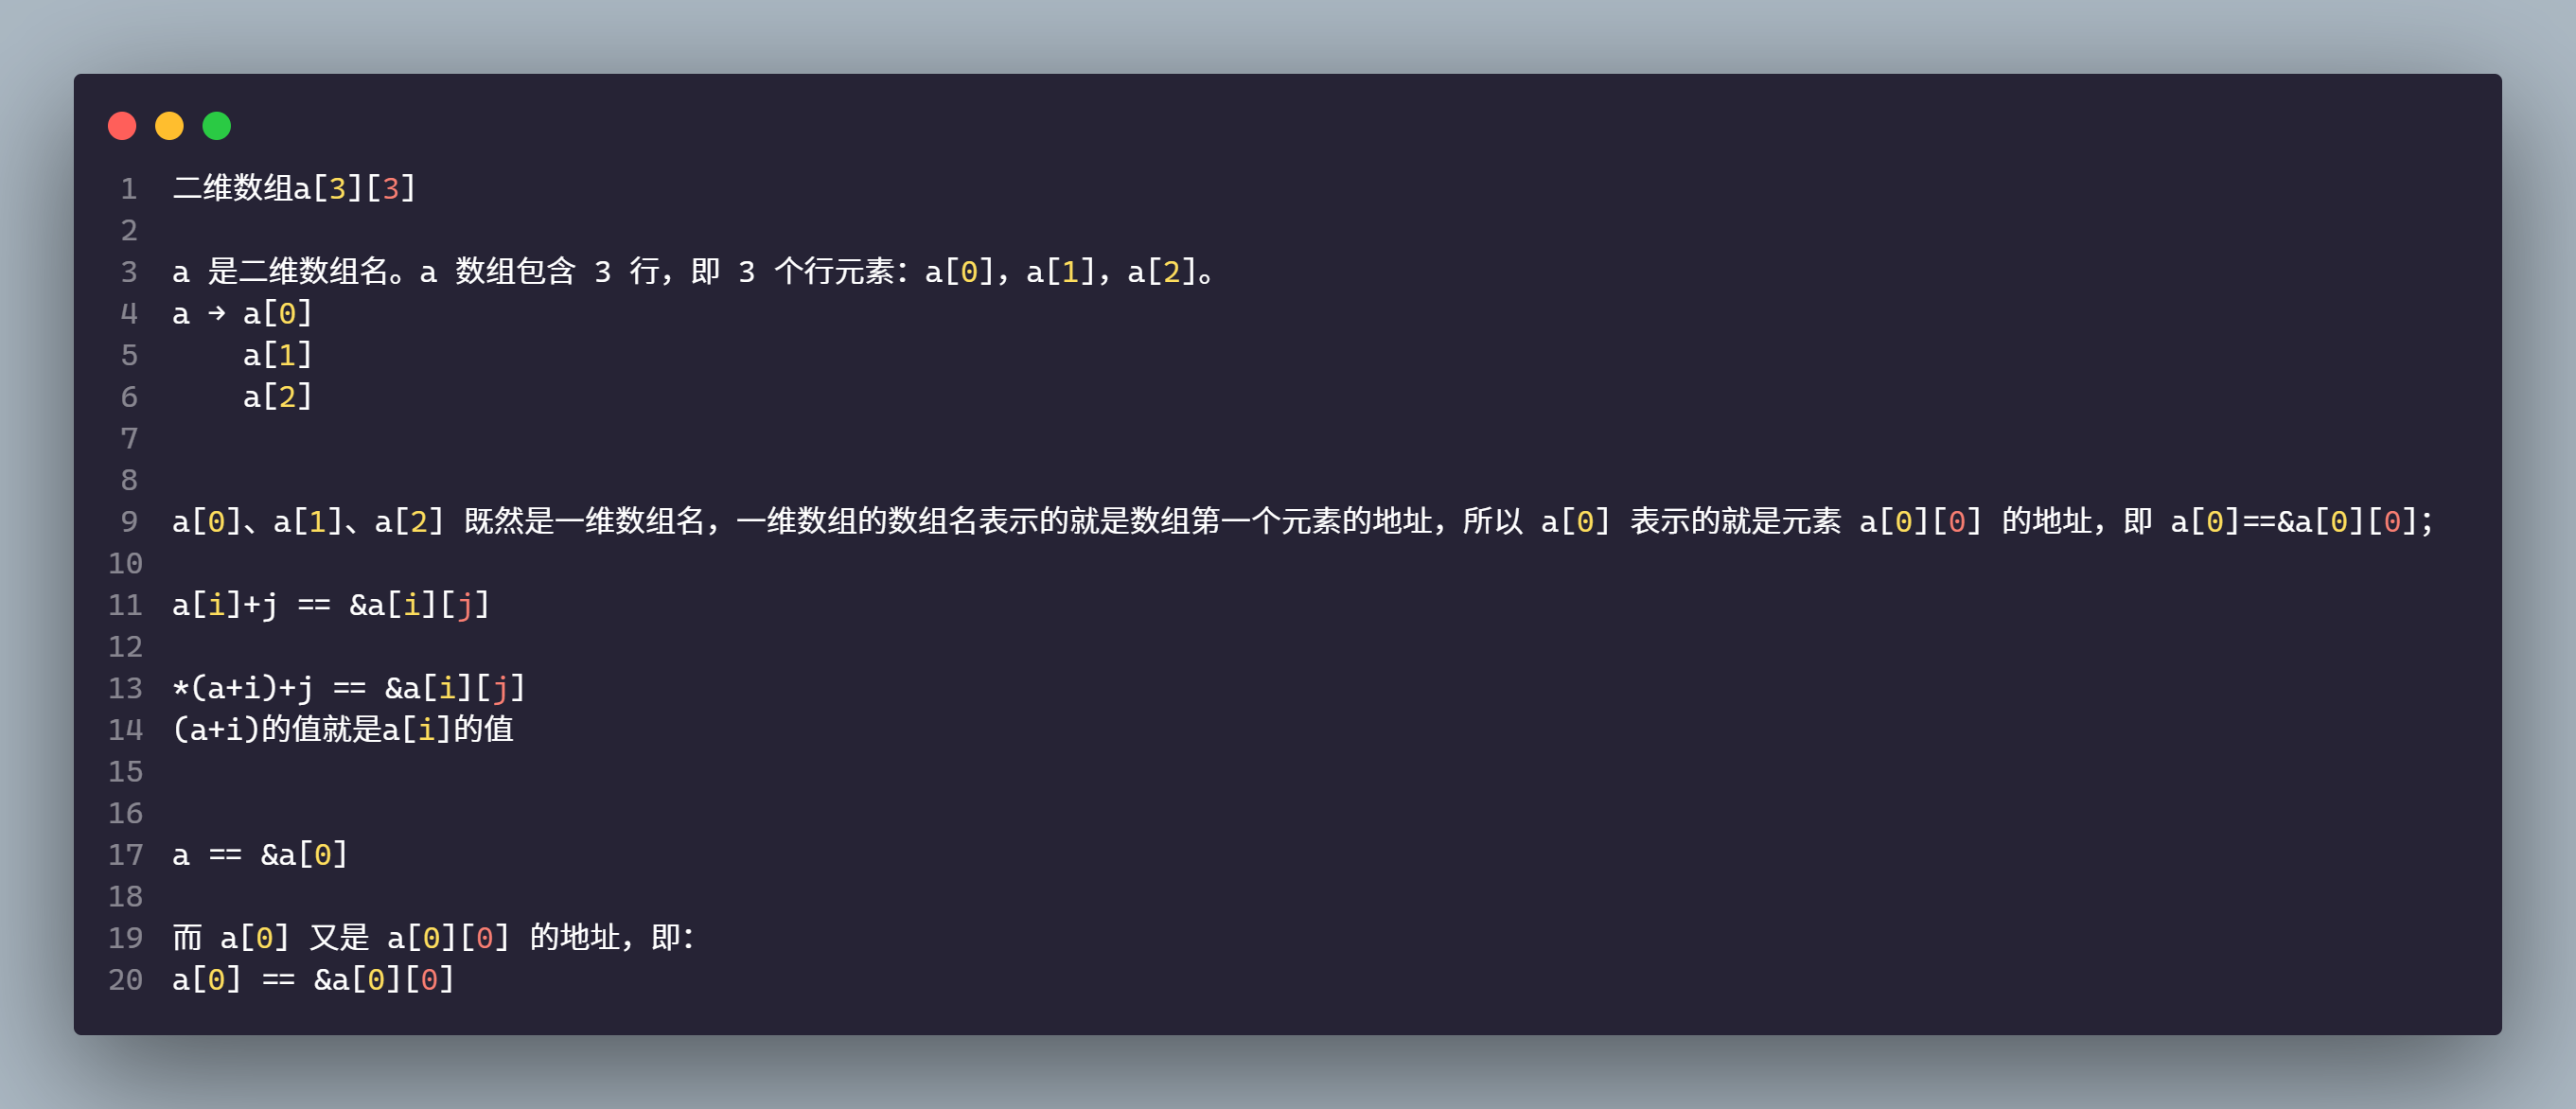 1 二维数组a[3][3]
2
3 a 是二维数组名。a 数组包含 3 行，即 3 个行元素：a[0]，a[1]，a[2]。
4 a → a[0]
5     a[1]
6     a[2]
7
8
9 a[0]、a[1]、a[2] 既然是一维数组名，一维数组的数组名表示的就是数组第一个元素的地址，所以 a[0] 表示的就是元素 a[0][0] 的地址，即 a[0]==&a[0][0]；
10
11 a[i]+j == &a[i][j]
12
13 *(a+i)+j == &a[i][j]
14 (a+i)的值就是a[i]的值
15
16
17 a == &a[0]
18
19 而 a[0] 又是 a[0][0] 的地址，即：
20 a[0] == &a[0][0]